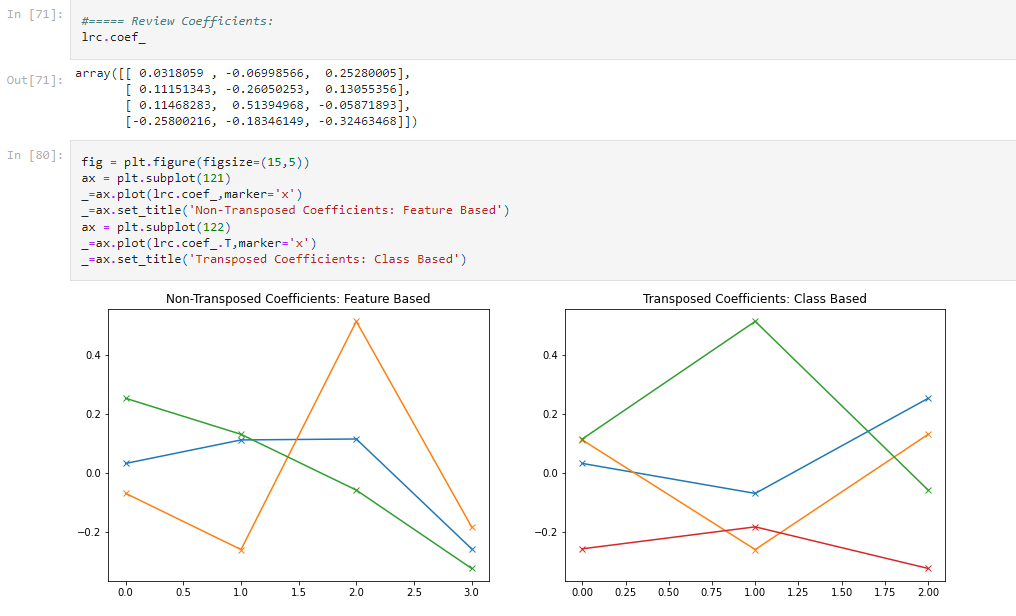 In [71]:
#===== Review Coefficients:
lrc.coef_
Out[71]:
array([[ 0.0318059 , -0.06998566,  0.25280005],
       [ 0.11151343, -0.26050253,  0.13055356],
       [ 0.11468283,  0.51394968, -0.05871893],
       [-0.25800216, -0.18346149, -0.32463468]])
In [80]:
fig = plt.figure(figsize=(15,5))
ax = plt.subplot(121)
_=ax.plot(lrc.coef_,marker='x')
_=ax.set_title('Non-Transposed Coefficients: Feature Based')
ax = plt.subplot(122)
_=ax.plot(lrc.coef_.T,marker='x')
_=ax.set_title('Transposed Coefficients: Class Based')
Non-Transposed Coefficients: Feature Based
0.4
0.2
0.0
−0.2
0.0 0.5 1.0 1.5 2.0 2.5 3.0
Transposed Coefficients: Class Based
0.4
0.2
0.0
−0.2
0.00 0.25 0.50 0.75 1.00 1.25 1.50 1.75 2.00